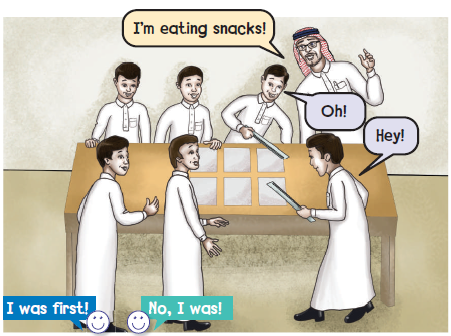 I'm eating snacks!
Oh!
Hey!
I was first!
No, I was!